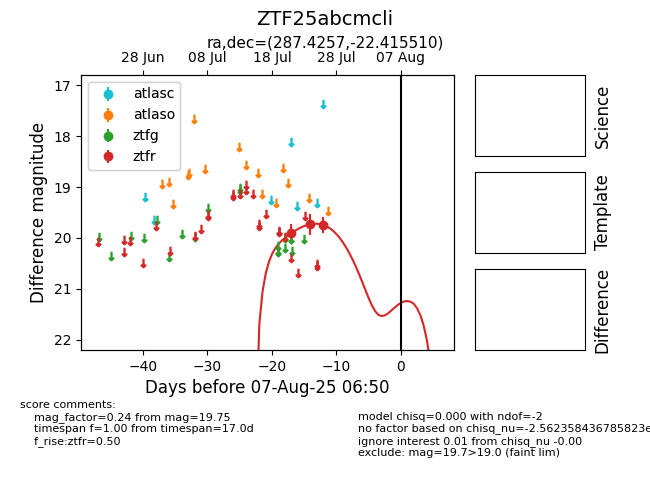 ZTF25abcmcli
ra,dec=(287.4257,-22.415510)
28 Jun 08 Jul 18 Jul 28 Jul 07 Aug
17
18
19
20
21
22
Difference magnitude
atlasc
atlaso
ztfg
ztfr
−40 −30 −20 −10 0
Days before 07-Aug-25 06:50
Science
Template
Difference
score comments:
mag_factor=0.24 from mag=19.75
timespan f=1.00 from timespan=17.0d
f_rise:ztfr=0.50
model chisq=0.000 with ndof=-2
no factor based on chisq_nu=-2.562358436785823e
ignore interest 0.01 from chisq_nu -0.00
exclude: mag=19.7>19.0 (faint lim)